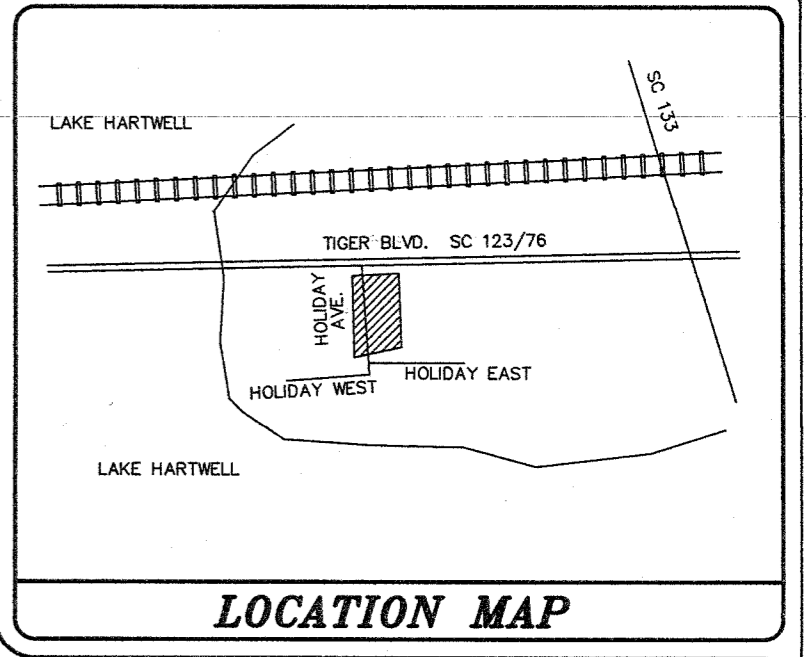 LAKE HARTWELL
SC 133
TIGER BLVD. SC 123/76
HOLIDAY
AVE.
HOLIDAY WEST
HOLIDAY EAST
LAKE HARTWELL
LOCATION MAP